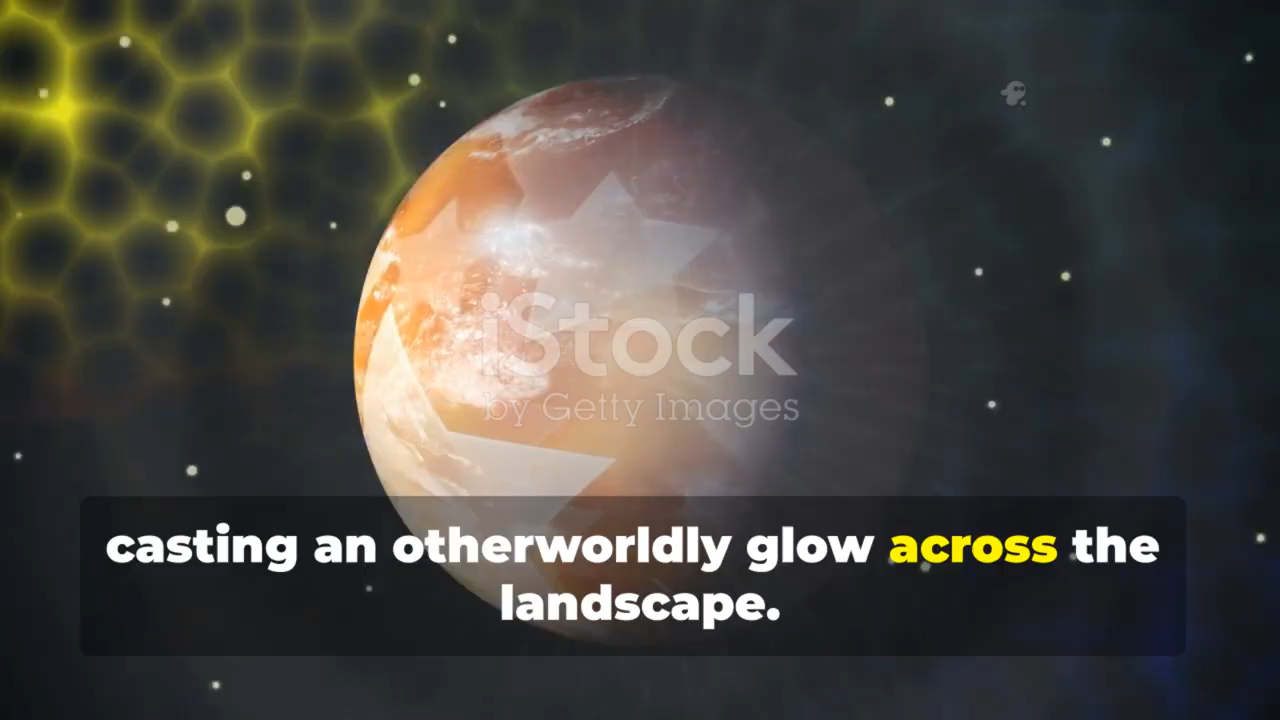 iStock
by Getty Images
casting an otherworldly glow across the
landscape.